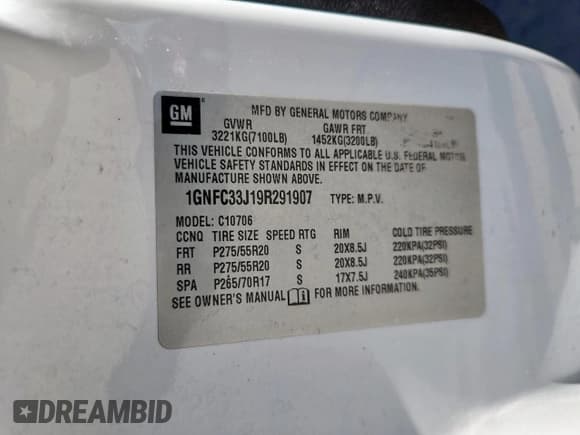 GM
MFD BY GENERAL MOTORS COMPANY
GVWR GAWR FRT
3221KG(7100LB) 1452KG(3200LB)
THIS VEHICLE CONFORMS TO ALL APPLICABLE U.S. FEDERAL MOTOR
VEHICLE SAFETY STANDARDS IN EFFECT ON THE DATE OF
MANUFACTURE SHOWN ABOVE.
1GNFC33J19R291907 TYPE: M.P.V.
MODEL: C10706
CCNQ TIRE SIZE SPEED RTG RIM COLD TIRE PRESSURE
FRT P275/55R20 S 20X8.5J 220KPA(32PSI)
RR P275/55R20 S 20X8.5J 220KPA(32PSI)
SPA P265/70R17 S 17X7.5J 240KPA(35PSI)
SEE OWNER'S MANUAL FOR MORE INFORMATION.
DREAMBID